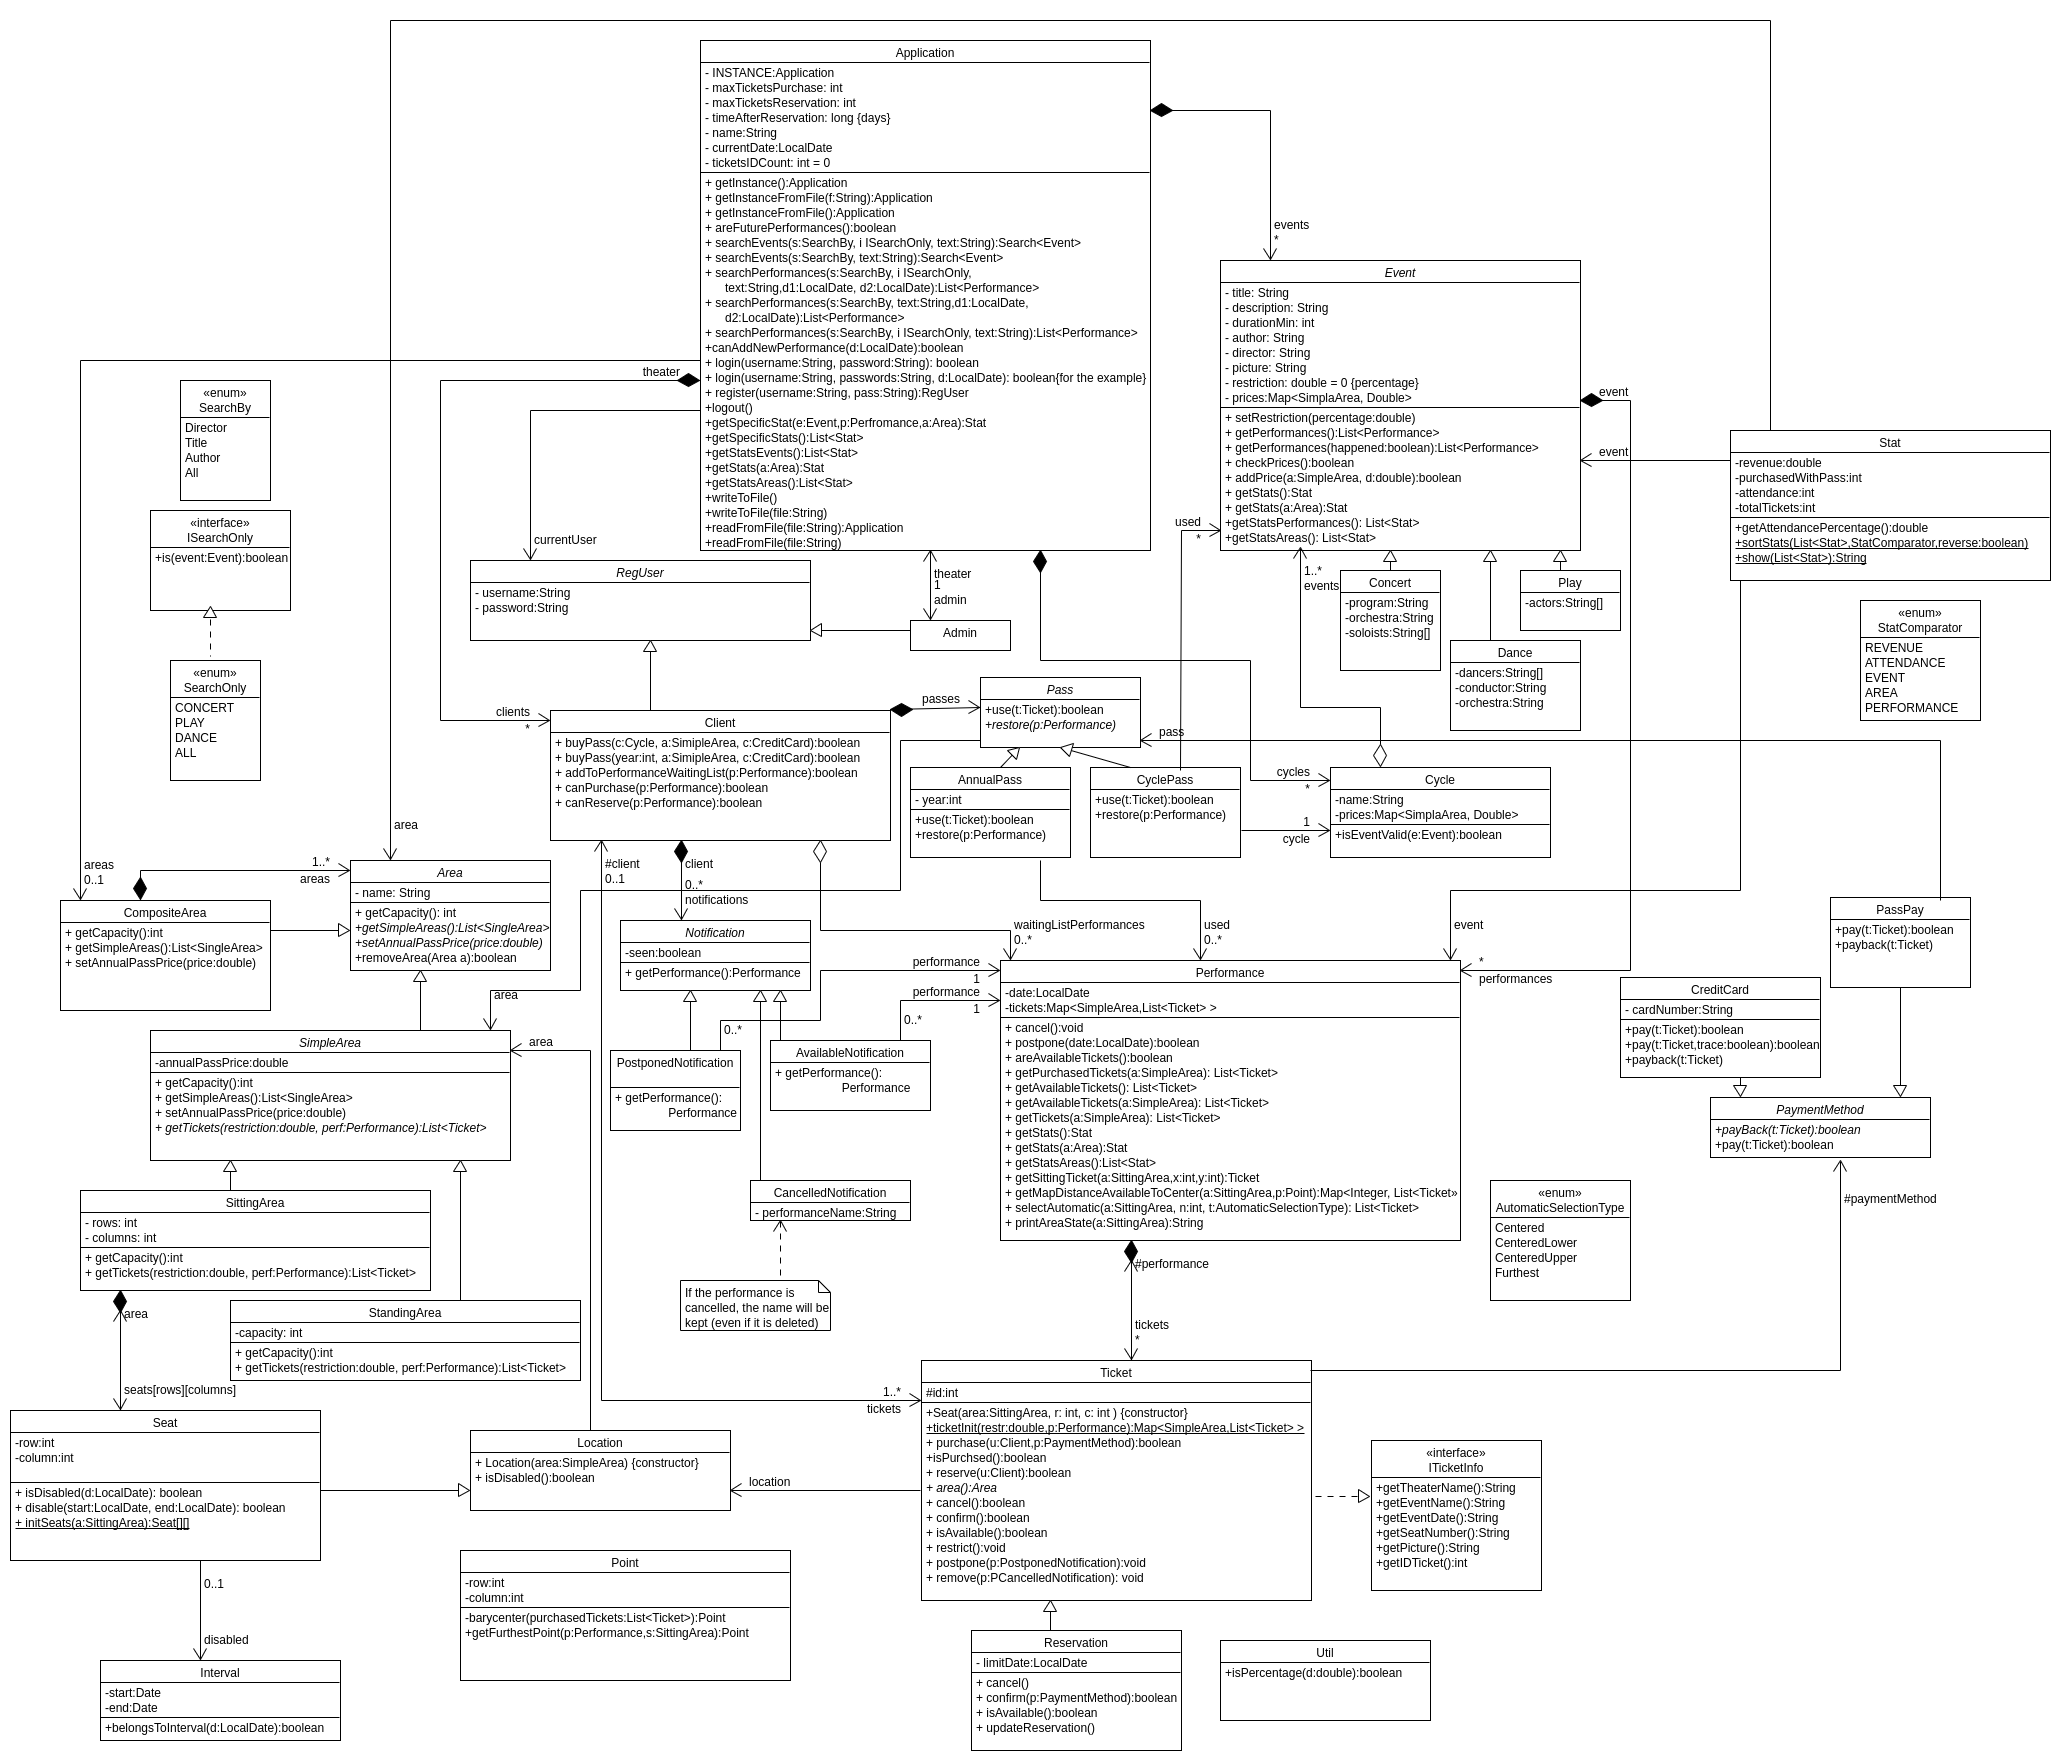 Application
- INSTANCE:Application
- maxTicketsPurchase: int
- maxTicketsReservation: int
- timeAfterReservation: long {days}
- name:String
- currentDate:LocalDate
- ticketsIDCount: int = 0
+ getInstance():Application
+ getInstanceFromFile(f:String):Application
+ getInstanceFromFile():Application
+ areFuturePerformances():boolean
+ searchEvents(s:SearchBy, i ISearchOnly, text:String):Search<Event>
+ searchEvents(s:SearchBy, text:String):Search<Event>
+ searchPerformances(s:SearchBy, i ISearchOnly,
text:String,d1:LocalDate, d2:LocalDate):List<Performance>
+ searchPerformances(s:SearchBy, text:String,d1:LocalDate,
d2:LocalDate):List<Performance>
+ searchPerformances(s:SearchBy, i ISearchOnly, text:String):List<Performance>
+canAddNewPerformance(d:LocalDate):boolean
+ login(username:String, password:String): boolean
+ login(username:String, passwords:String, d:LocalDate): boolean{for the example}
+ register(username:String, pass:String):RegUser
+logout()
+getSpecificStat(e:Event,p:Perfromance,a:Area):Stat
+getSpecificStats():List<Stat>
+getStatsEvents():List<Stat>
+getStats(a:Area):Stat
+getStatsAreas():List<Stat>
+writeToFile()
+writeToFile(file:String)
+readFromFile(file:String):Application
+readFromFile(file:String)
events
*
Event
- title: String
- description: String
- durationMin: int
- author: String
- director: String
- picture: String
- restriction: double = 0 {percentage}
- prices:Map<SimplaArea, Double>
+ setRestriction(percentage:double)
+ getPerformances():List<Performance>
+ getPerformances(happened:boolean):List<Performance>
+ checkPrices():boolean
+ addPrice(a:SimpleArea, d:double):boolean
+ getStats():Stat
+ getStats(a:Area):Stat
+getStatsPerformances(): List<Stat>
+getStatsAreas(): List<Stat>
event
event
Stat
-revenue:double
-purchasedWithPass:int
-attendance:int
-totalTickets:int
+getAttendancePercentage():double
+sortStats(List<Stat>,StatComparator,reverse:boolean)
+show(List<Stat>):String
theater
«enum»
SearchBy
Director
Title
Author
All
«interface»
ISearchOnly
+is(event:Event):boolean
«enum»
SearchOnly
CONCERT
PLAY
DANCE
ALL
currentUser
RegUser
- username:String
- password:String
theater
1
admin
Admin
used
*
1..*
events
Concert
-program:String
-orchestra:String
-soloists:String[]
Play
-actors:String[]
Dance
-dancers:String[]
-conductor:String
-orchestra:String
«enum»
StatComparator
REVENUE
ATTENDANCE
EVENT
AREA
PERFORMANCE
clients
*
Client
+ buyPass(c:Cycle, a:SimipleArea, c:CreditCard):boolean
+ buyPass(year:int, a:SimipleArea, c:CreditCard):boolean
+ addToPerformanceWaitingList(p:Performance):boolean
+ canPurchase(p:Performance):boolean
+ canReserve(p:Performance):boolean
passes
Pass
+use(t:Ticket):boolean
+restore(p:Performance)
pass
AnnualPass
- year:int
+use(t:Ticket):boolean
+restore(p:Performance)
CyclePass
+use(t:Ticket):boolean
+restore(p:Performance)
cycles
*
1
cycle
Cycle
-name:String
-prices:Map<SimplaArea, Double>
+isEventValid(e:Event):boolean
area
areas
0..1
1..*
areas
CompositeArea
+ getCapacity():int
+ getSimpleAreas():List<SingleArea>
+ setAnnualPassPrice(price:double)
Area
- name: String
+ getCapacity(): int
+getSimpleAreas():List<SingleArea>
+setAnnualPassPrice(price:double)
+removeArea(Area a):boolean
#client
0..1
client
0..*
notifications
Notification
-seen:boolean
+ getPerformance():Performance
waitingListPerformances
0..*
used
0..*
event
*
performances
performance
1
performance
1
0..*
0..*
PostponedNotification
+ getPerformance():
Performance
AvailableNotification
+ getPerformance():
Performance
CancelledNotification
- performanceName:String
If the performance is
cancelled, the name will be
kept (even if it is deleted)
Performance
-date:LocalDate
-tickets:Map<SimpleArea,List<Ticket> >
+ cancel():void
+ postpone(date:LocalDate):boolean
+ areAvailableTickets():boolean
+ getPurchasedTickets(a:SimpleArea): List<Ticket>
+ getAvailableTickets(): List<Ticket>
+ getAvailableTickets(a:SimpleArea): List<Ticket>
+ getTickets(a:SimpleArea): List<Ticket>
+ getStats():Stat
+ getStats(a:Area):Stat
+ getStatsAreas():List<Stat>
+ getSittingTicket(a:SittingArea,x:int,y:int):Ticket
+ getMapDistanceAvailableToCenter(a:SittingArea,p:Point):Map<Integer, List<Ticket»
+ selectAutomatic(a:SittingArea, n:int, t:AutomaticSelectionType): List<Ticket>
+ printAreaState(a:SittingArea):String
PassPay
+pay(t:Ticket):boolean
+payback(t:Ticket)
CreditCard
- cardNumber:String
+pay(t:Ticket):boolean
+pay(t:Ticket,trace:boolean):boolean
+payback(t:Ticket)
PaymentMethod
+payBack(t:Ticket):boolean
+pay(t:Ticket):boolean
#paymentMethod
«enum»
AutomaticSelectionType
Centered
CenteredLower
CenteredUpper
Furthest
area
area
SimpleArea
-annualPassPrice:double
+ getCapacity():int
+ getSimpleAreas():List<SingleArea>
+ setAnnualPassPrice(price:double)
+ getTickets(restriction:double, perf:Performance):List<Ticket>
SittingArea
- rows: int
- columns: int
+ getCapacity():int
+ getTickets(restriction:double, perf:Performance):List<Ticket>
StandingArea
-capacity: int
+ getCapacity():int
+ getTickets(restriction:double, perf:Performance):List<Ticket>
area
seats[rows][columns]
Seat
-row:int
-column:int
+ isDisabled(d:LocalDate): boolean
+ disable(start:LocalDate, end:LocalDate): boolean
+ initSeats(a:SittingArea):Seat[][]
0..1
disabled
Interval
-start:Date
-end:Date
+belongsToInterval(d:LocalDate):boolean
Location
+ Location(area:SimpleArea) {constructor}
+ isDisabled():boolean
location
Point
-row:int
-column:int
-barycenter(purchasedTickets:List<Ticket>):Point
+getFurthestPoint(p:Performance,s:SittingArea):Point
#performance
tickets
*
1..*
tickets
Ticket
#id:int
+Seat(area:SittingArea, r: int, c: int ) {constructor}
+ticketInit(restr:double,p:Performance):Map<SimpleArea,List<Ticket> >
+ purchase(u:Client,p:PaymentMethod):boolean
+isPurchsed():boolean
+ reserve(u:Client):boolean
+ area():Area
+ cancel():boolean
+ confirm():boolean
+ isAvailable():boolean
+ restrict():void
+ postpone(p:PostponedNotification):void
+ remove(p:PCancelledNotification): void
«interface»
ITicketInfo
+getTheaterName():String
+getEventName():String
+getEventDate():String
+getSeatNumber():String
+getPicture():String
+getIDTicket():int
Reservation
- limitDate:LocalDate
+ cancel()
+ confirm(p:PaymentMethod):boolean
+ isAvailable():boolean
+ updateReservation()
Util
+isPercentage(d:double):boolean